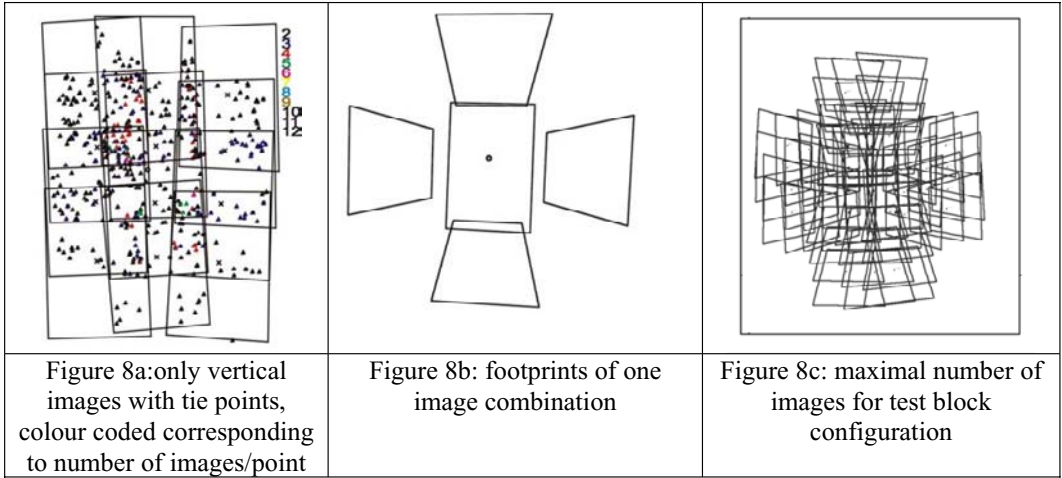 2
3
4
5
6
7
8
9
12
Figure 8a:only vertical
images with tie points,
colour coded corresponding
to number of images/point
Figure 8b: footprints of one
image combination
Figure 8c: maximal number of
images for test block
configuration